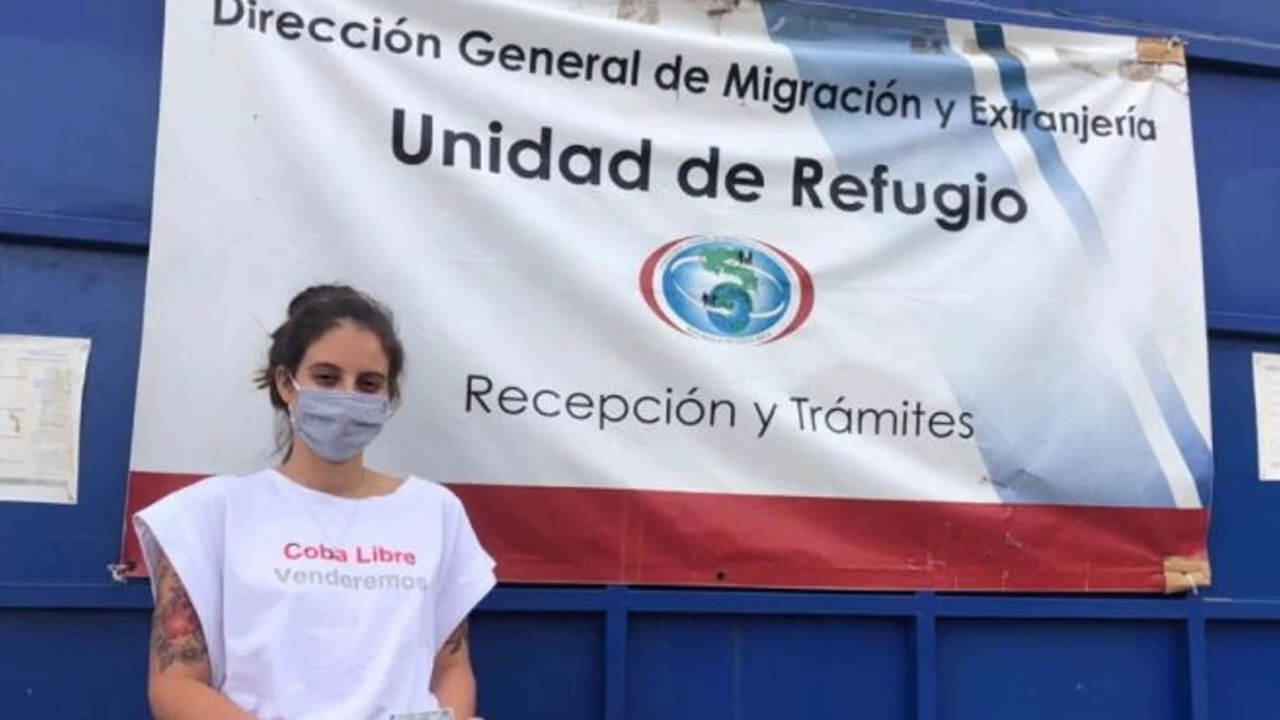 Dirección General de Migración y Extranjería
Unidad de Refugio
Recepción y Trámites
Coba Libre
Venderemos